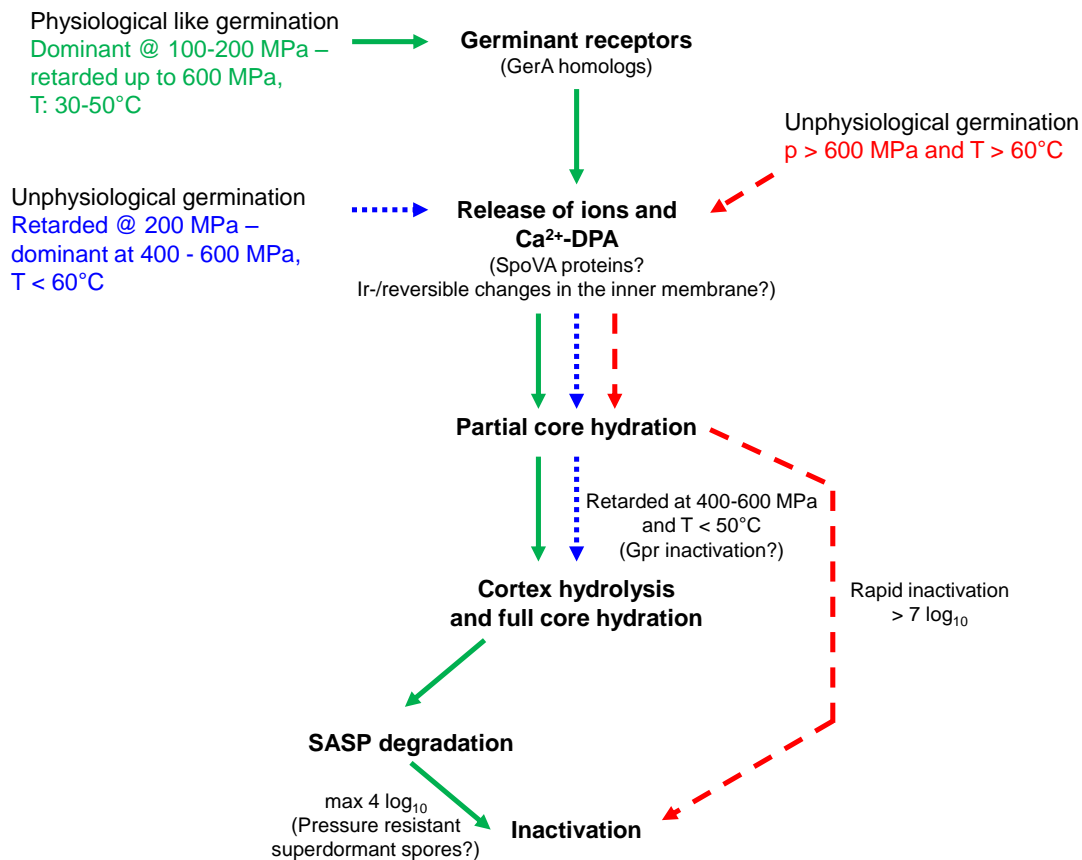 Physiological like germination
Dominant @ 100-200 MPa –
retarded up to 600 MPa,
T: 30-50°C
Germinant receptors
(GerA homologs)
Unphysiological germination
p > 600 MPa and T > 60°C
Unphysiological germination
Retarded @ 200 MPa –
dominant at 400 - 600 MPa,
T < 60°C
Release of ions and
Ca²⁺-DPA
(SpoVA proteins?
Ir-/reversible changes in the inner membrane?)
Partial core hydration
Retarded at 400-600 MPa
and T < 50°C
(Gpr inactivation?)
Cortex hydrolysis
and full core hydration
Rapid inactivation
> 7 log₁₀
SASP degradation
max 4 log₁₀
(Pressure resistant
superdormant spores?)
Inactivation